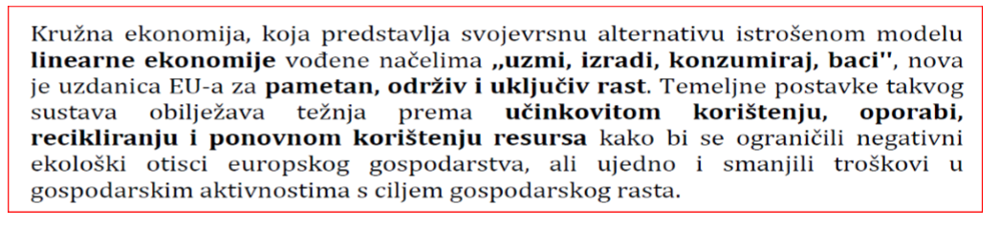 Kružna ekonomija, koja predstavlja svojevrsnu alternativu istrošenom modelu
linearne ekonomije vođene načelima „uzmi, izradi, konzumiraj, baci", nova
je uzdanica EU-a za pametan, održiv i uključiv rast. Temeljne postavke takvog
sustava obilježava težnja prema učinkovitom korištenju, oporabi,
recikliranju i ponovnom korištenju resursa kako bi se ograničili negativni
ekološki otisci europskog gospodarstva, ali ujedno i smanjili troškovi u
gospodarskim aktivnostima s ciljem gospodarskog rasta.